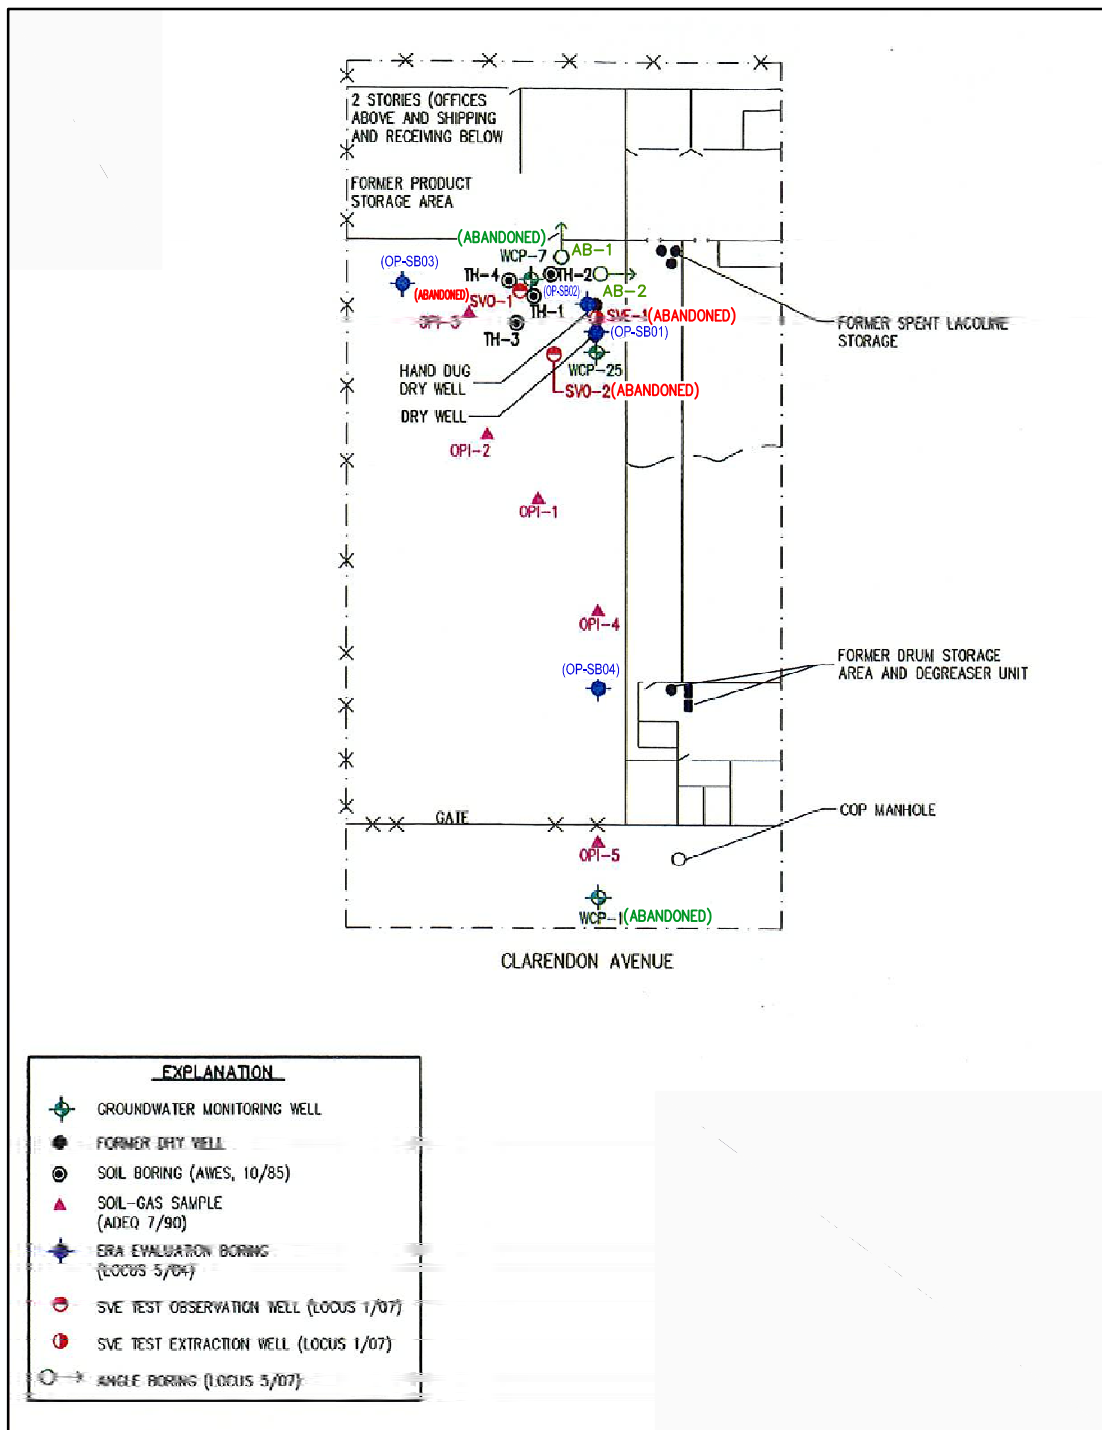 2 STORIES (OFFICES
ABOVE AND SHIPPING
AND RECEIVING BELOW
FORMER PRODUCT
STORAGE AREA
(ABANDONED)
AB-1
WCP-7
(OP-SB03)
TH-4
TH-2
AB-2
(ABANDONED)
SVO-1
(OP-SB02)
TH-1
OPI-3
SVE-1(ABANDONED)
FORMER SPENT LACOLINE
STORAGE
TH-3
(OP-SB01)
HAND DUG
DRY WELL
WCP-25
SVO-2(ABANDONED)
DRY WELL
OPI-2
OPI-1
OPI-4
(OP-SB04)
FORMER DRUM STORAGE
AREA AND DEGREASER UNIT
GATE
COP MANHOLE
OPI-5
WCP-1(ABANDONED)
CLARENDON AVENUE
EXPLANATION
GROUNDWATER MONITORING WELL
FORMER DRY WELL
SOIL BORING (AWES, 10/85)
SOIL-GAS SAMPLE
(ADEQ 7/90)
ERA EVALUATION BORING
(LOCUS 5/04)
SVE TEST OBSERVATION WELL (LOCUS 1/07)
SVE TEST EXTRACTION WELL (LOCUS 1/07)
ANGLE BORING (LOCUS 5/07)